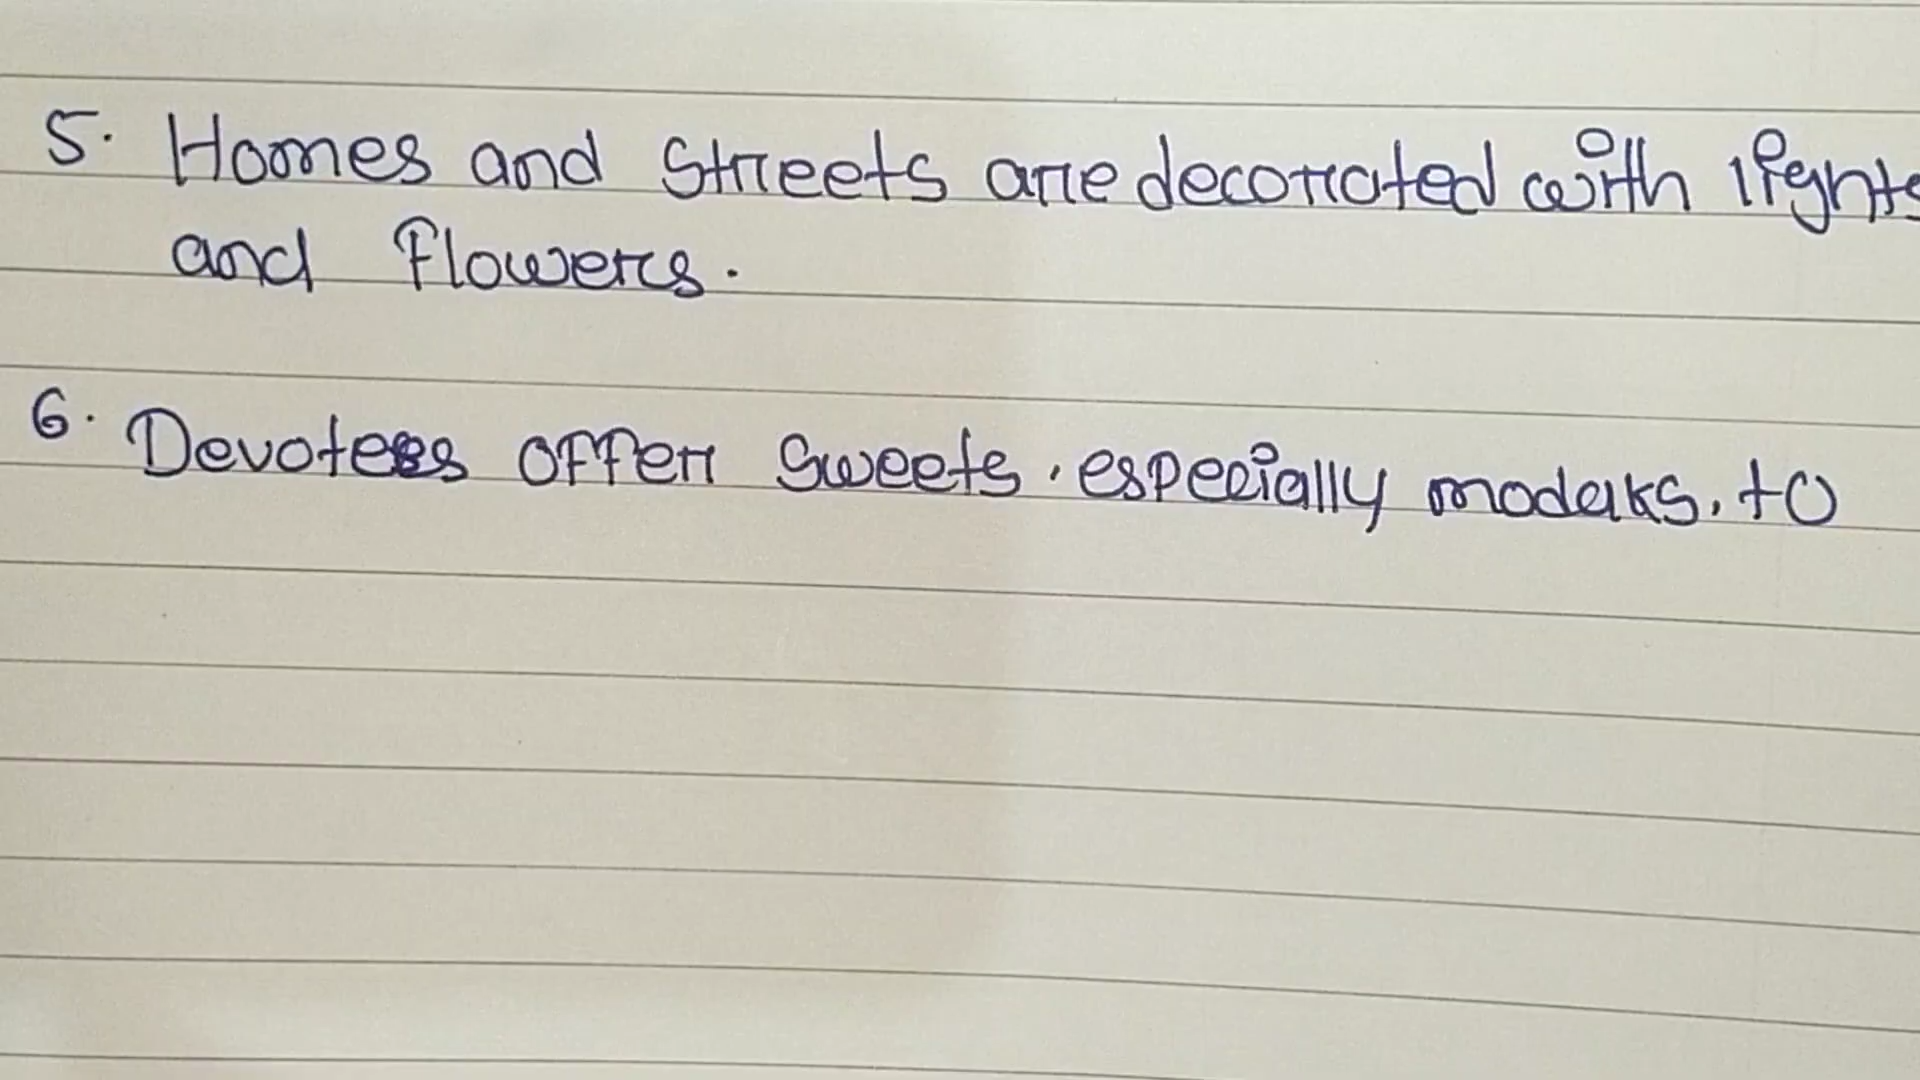 5. Homes and Streets are decorated with lights
and Flowers.
6. Devotees offer Sweets, especially modaks, to